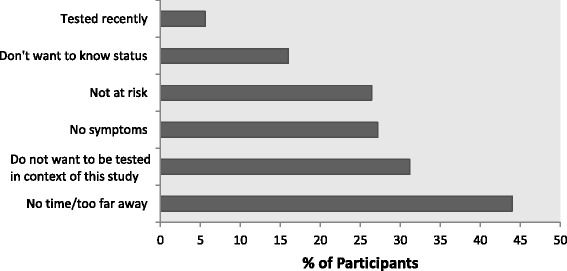 Tested recently
Don't want to know status
Not at risk
No symptoms
Do not want to be tested
in context of this study
No time/too far away
0 5 10 15 20 25 30 35 40 45 50
% of Participants